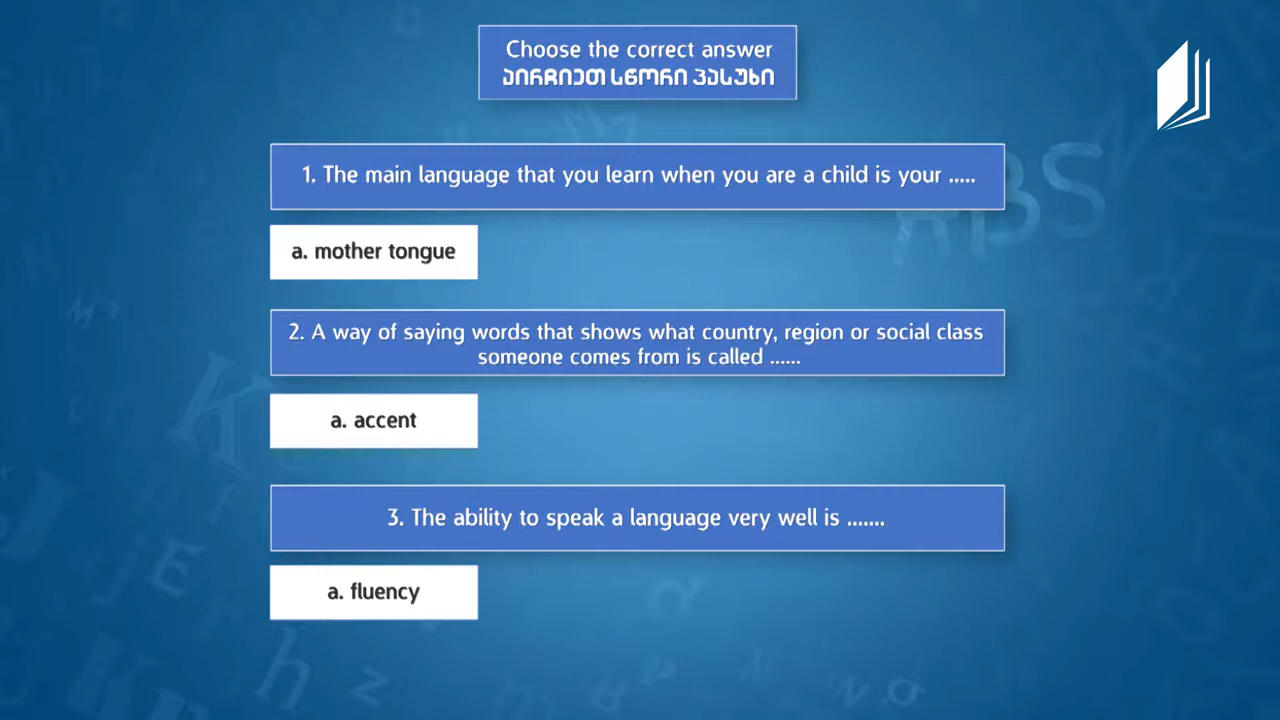 Choose the correct answer
აირჩიეთ სწორი პასუხი
1. The main language that you learn when you are a child is your .....
a. mother tongue
2. A way of saying words that shows what country, region or social class
someone comes from is called ......
a. accent
3. The ability to speak a language very well is .......
a. fluency